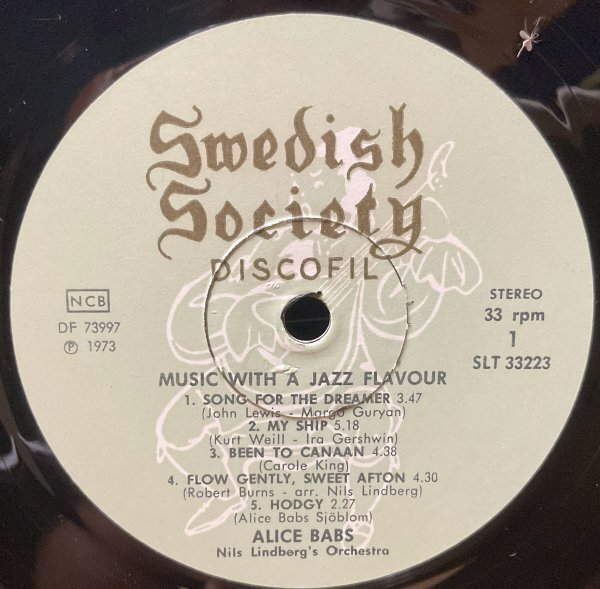 Swedish
Society
DISCOFIL
NCB
DF 73997
℗ 1973
STEREO
33 rpm
1
SLT 33223
MUSIC WITH A JAZZ FLAVOUR
1. SONG FOR THE DREAMER 3.47
(John Lewis - Margo Guryan)
2. MY SHIP 5.18
(Kurt Weill - Ira Gershwin)
3. BEEN TO CANAAN 4.38
(Carole King)
4. FLOW GENTLY, SWEET AFTON 4.30
(Robert Burns - arr. Nils Lindberg)
5. HODGY 2.27
(Alice Babs Sjöblom)
ALICE BABS
Nils Lindberg's Orchestra